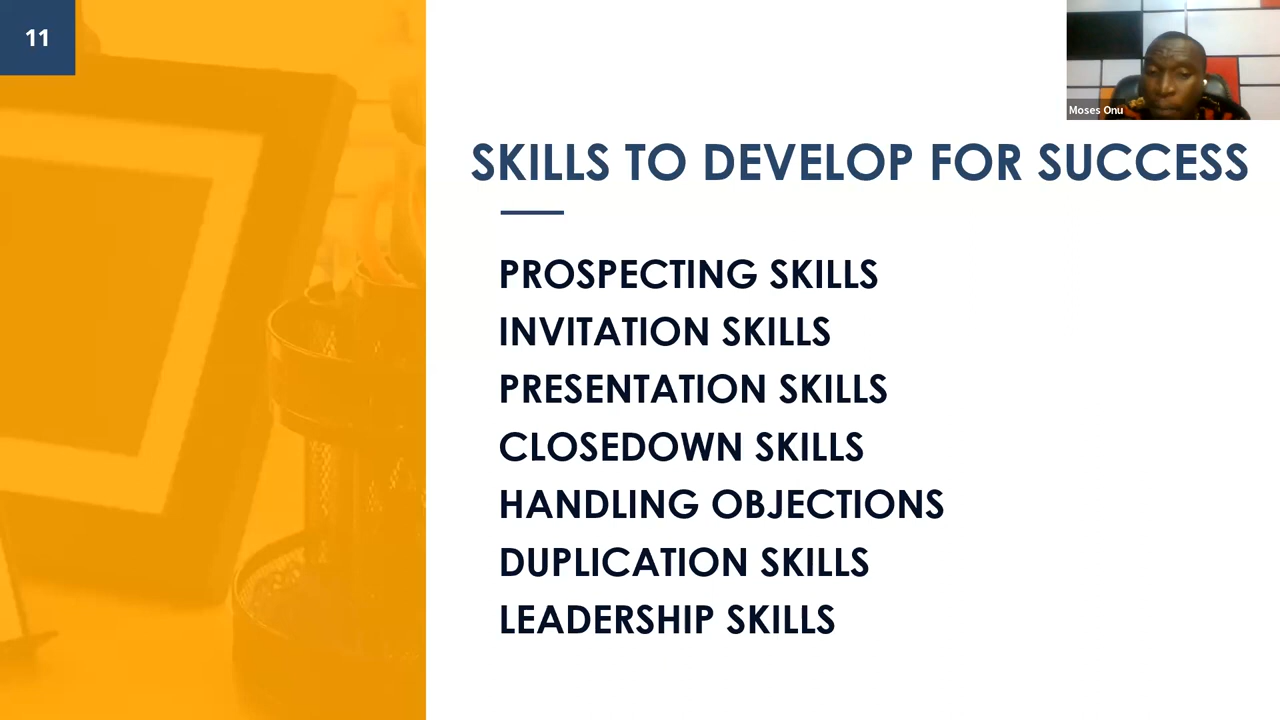 11
Moses Onu
SKILLS TO DEVELOP FOR SUCCESS
PROSPECTING SKILLS
INVITATION SKILLS
PRESENTATION SKILLS
CLOSEDOWN SKILLS
HANDLING OBJECTIONS
DUPLICATION SKILLS
LEADERSHIP SKILLS